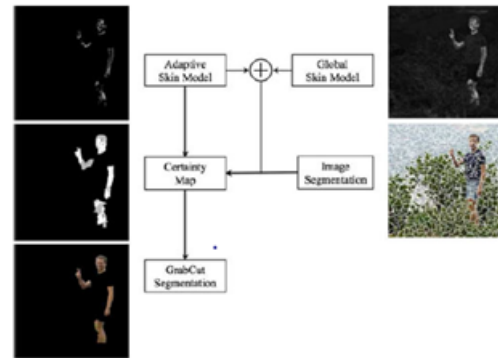 Adaptive
Skin Model
Global
Skin Model
Certainty
Map
Image
Segmentation
GrabCut
Segmentation